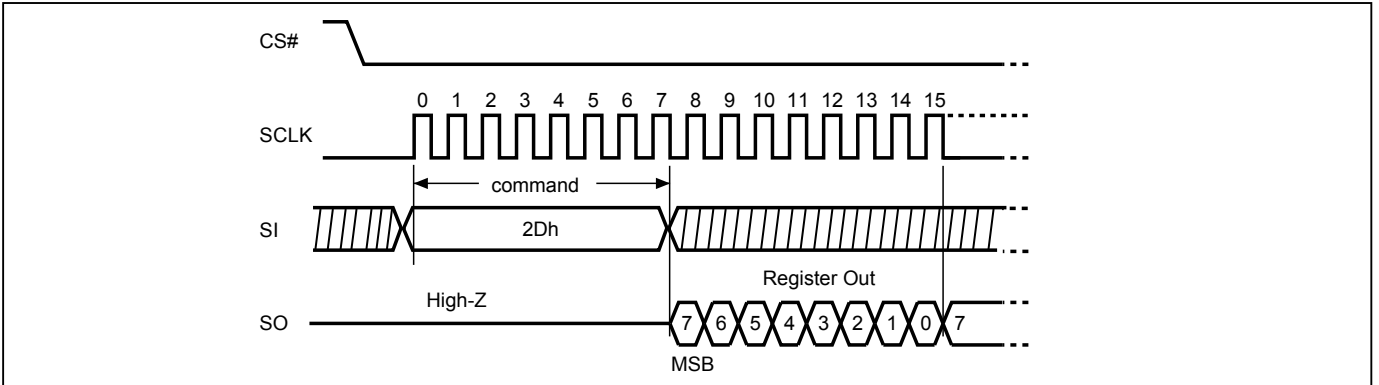 CS#
0 1 2 3 4 5 6 7 8 9 10 11 12 13 14 15
SCLK
command
SI
2Dh
Register Out
High-Z
SO
7 6 5 4 3 2 1 0 7
MSB